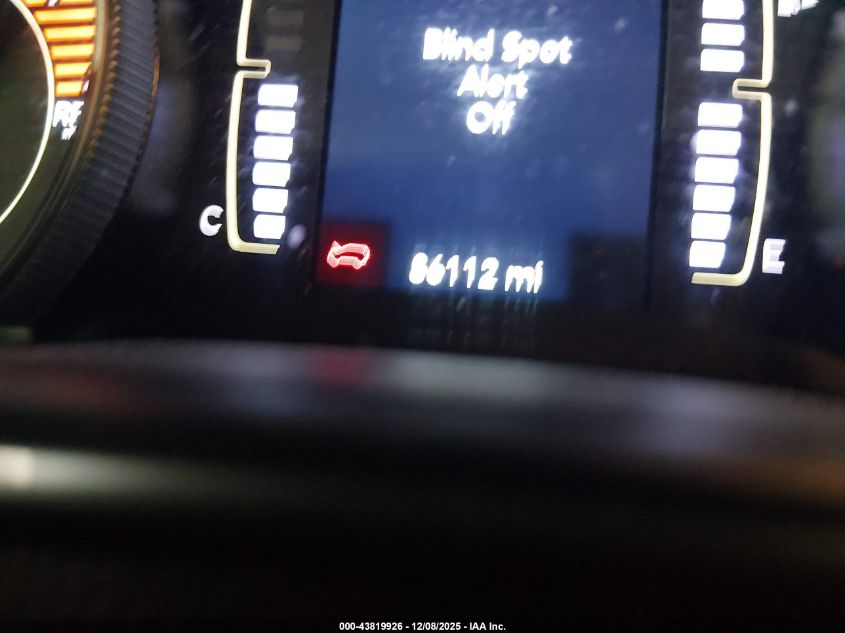 Blind Spot
Alert
Off
C
E
86112 mi
000-43819926 - 12/08/2025 - IAA Inc.